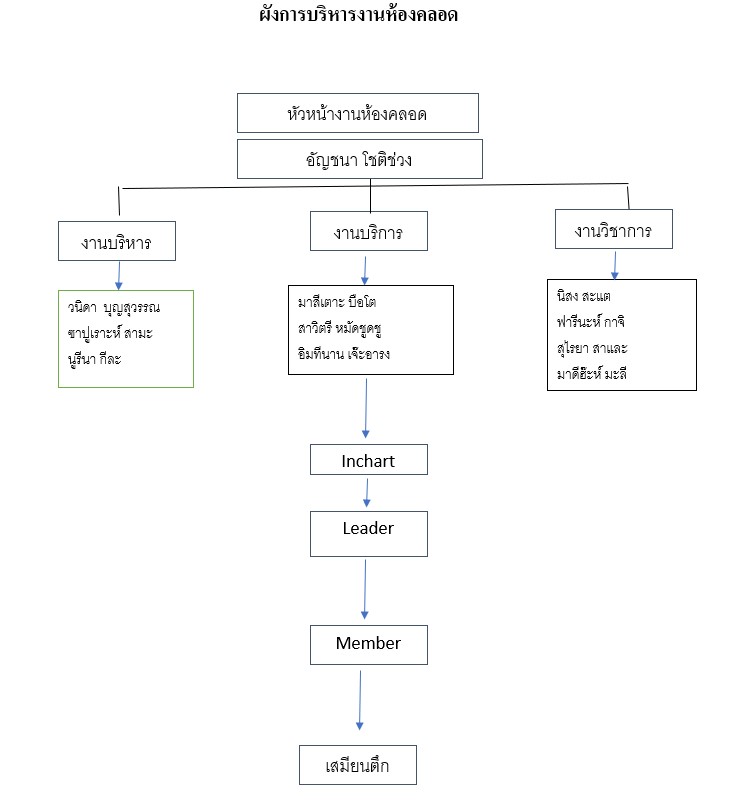 ผังการบริหารงานห้องคลอด
หัวหน้างานห้องคลอด
อัญชนา โชติช่วง
งานบริหาร
งานบริการ
งานวิชาการ
วนิดา บุญสุวรรณ
ซาปูเราะห์ สามะ
นูรีนา กีละ
มาสีเตาะ บือโต
สาวิตรี หมัดชูดชู
อิมทีนาน เจ๊ะอารง
นิสง สะแต
ฟารีนะห์ กาจิ
สุไรยา สาและ
มาดีฮ๊ะห์ มะลี
Inchart
Leader
Member
เสมียนตึก